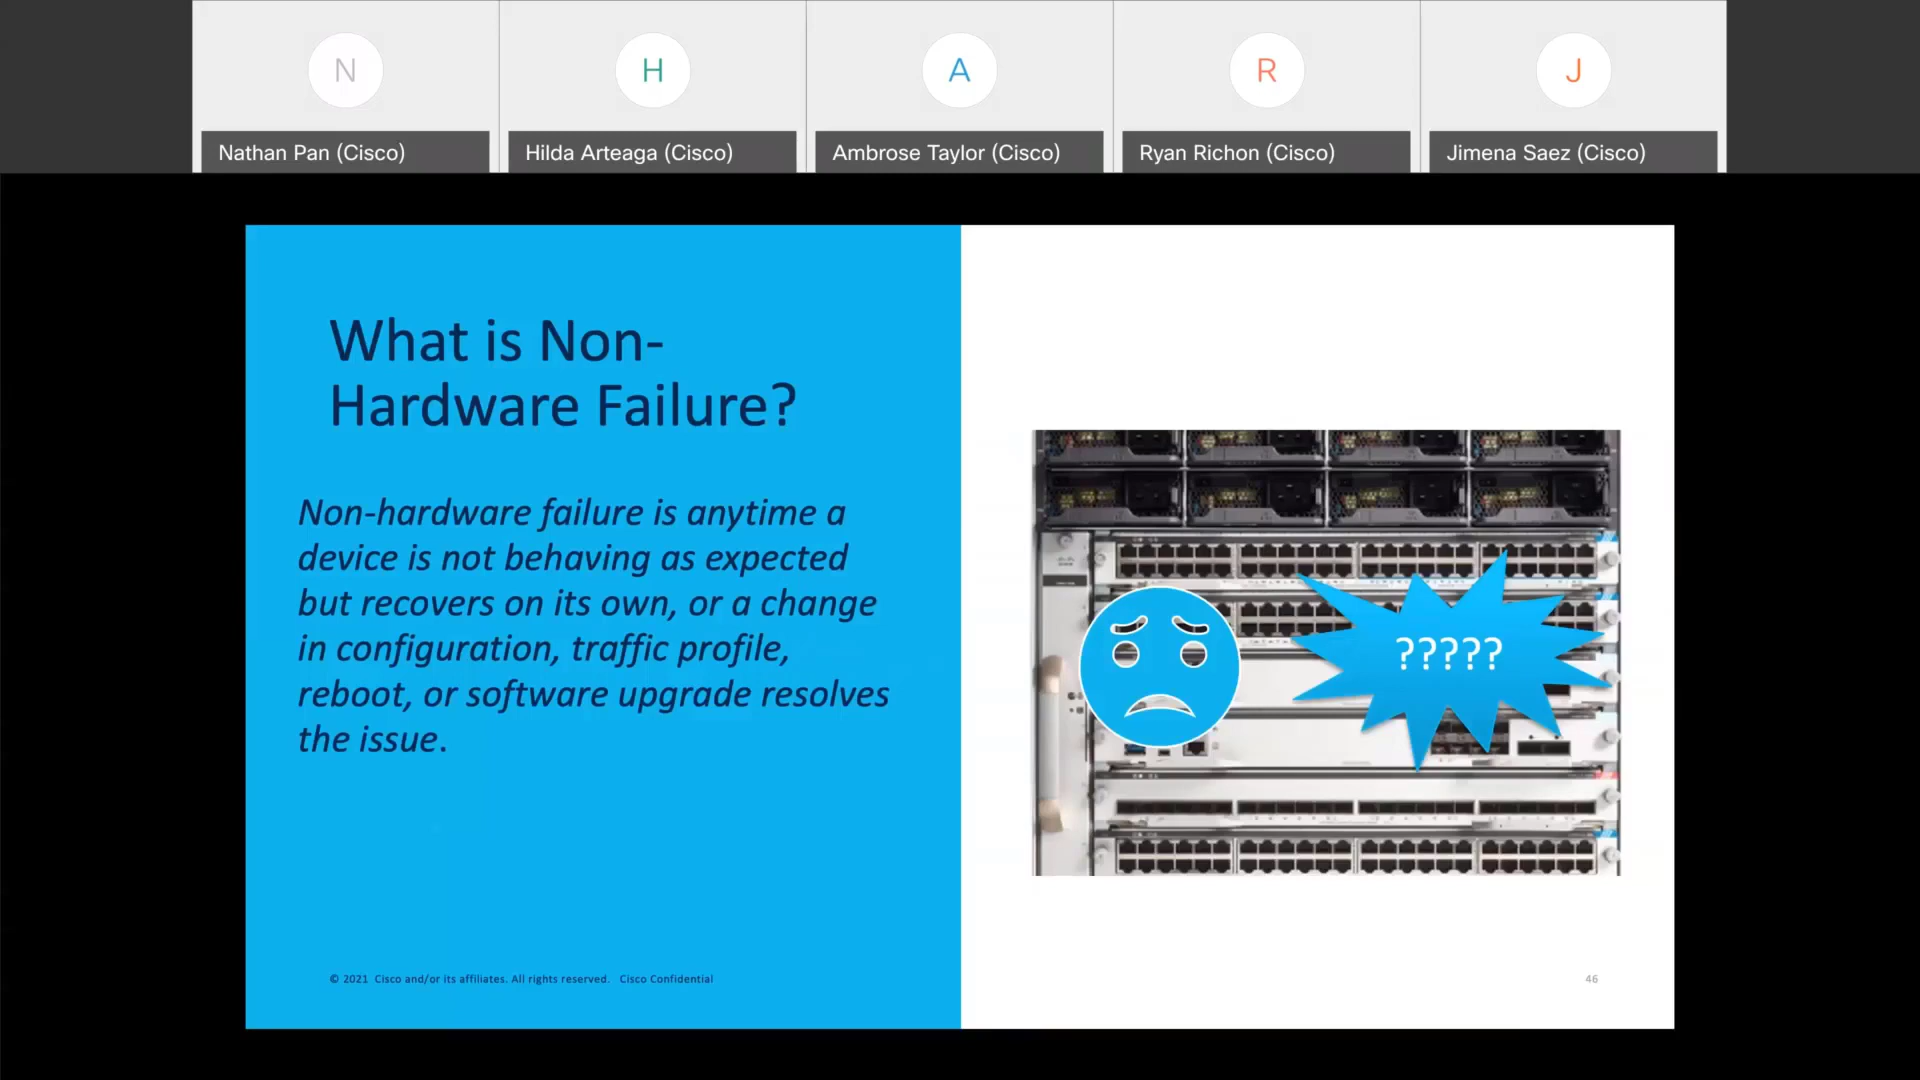 N
H
A
R
J
Nathan Pan (Cisco)
Hilda Arteaga (Cisco)
Ambrose Taylor (Cisco)
Ryan Richon (Cisco)
Jimena Saez (Cisco)
What is Non-
Hardware Failure?
Non-hardware failure is anytime a
device is not behaving as expected
but recovers on its own, or a change
in configuration, traffic profile,
reboot, or software upgrade resolves
the issue.
?????
© 2021 Cisco and/or its affiliates. All rights reserved. Cisco Confidential
46